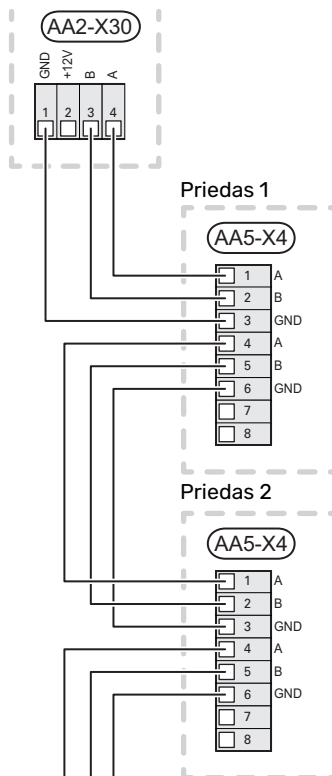 AA2-X30
GND +12V B A
1 2 3 4
Priedas 1
AA5-X4
1 A
2 B
3 GND
4 A
5 B
6 GND
7
8
Priedas 2
AA5-X4
1 A
2 B
3 GND
4 A
5 B
6 GND
7
8